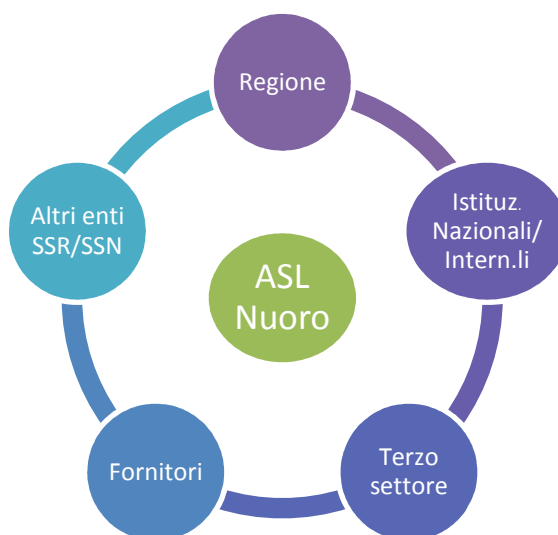 Regione
Istituz.
Nazionali/
Intern.li
Altri enti
SSR/SSN
ASL
Nuoro
Fornitori
Terzo
settore